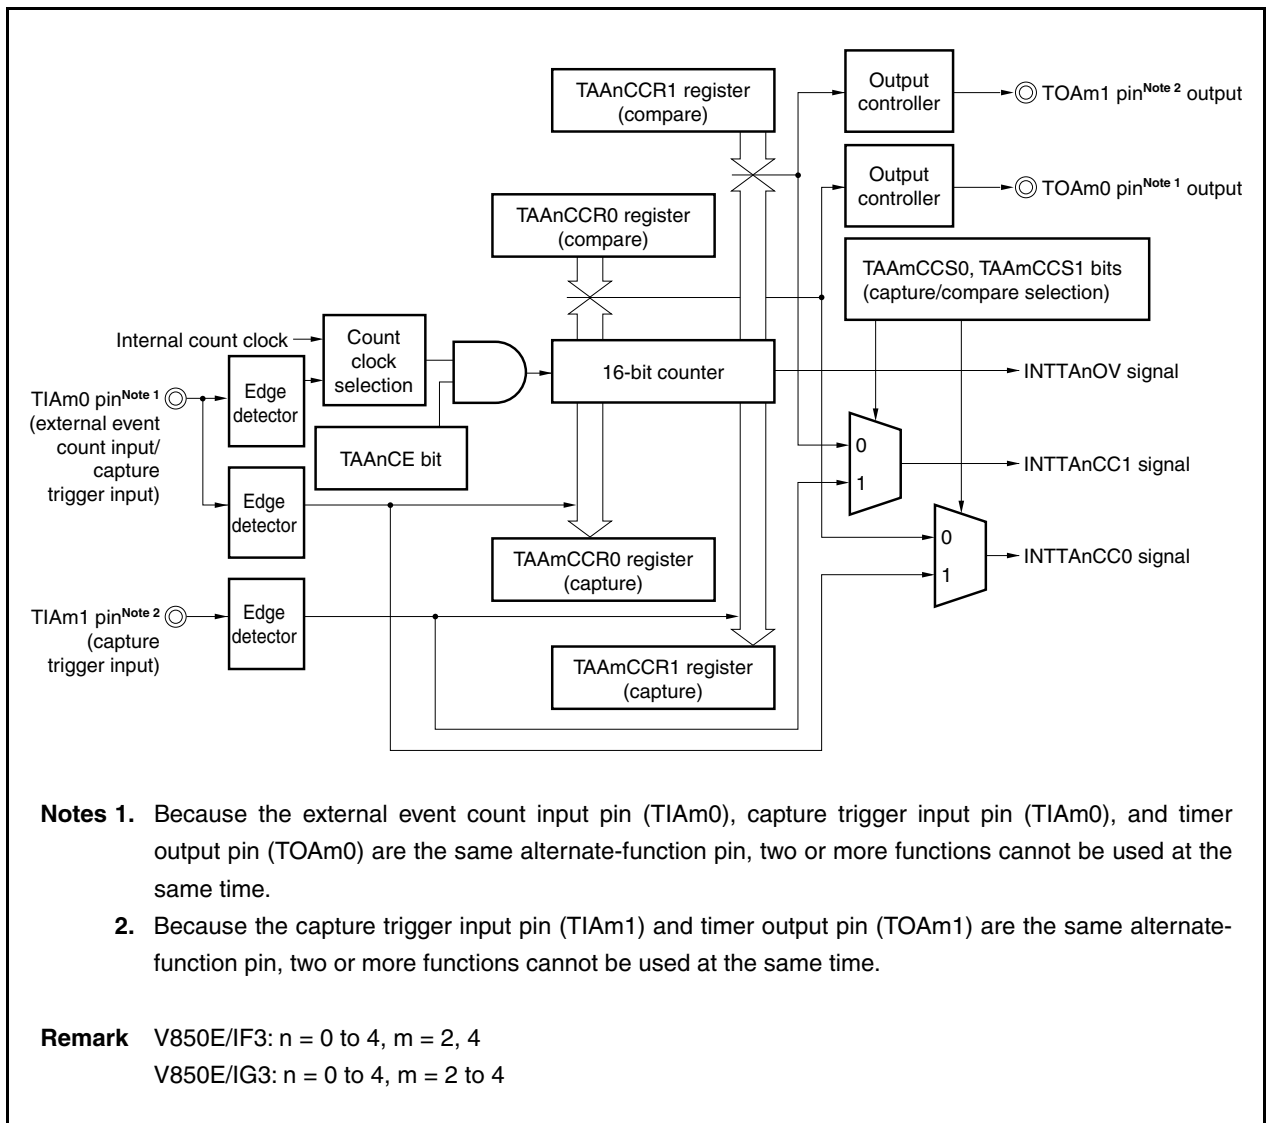 TAAnCCR1 register
(compare)
Output
controller
TOAm1 pinNote 2 output
Output
controller
TOAm0 pinNote 1 output
TAAnCCR0 register
(compare)
TAAmCCS0, TAAmCCS1 bits
(capture/compare selection)
Internal count clock
Count
clock
selection
16-bit counter
INTTAnOV signal
TIAm0 pinNote 1
(external event
count input/
capture
trigger input)
Edge
detector
TAAnCE bit
0
1
INTTAnCC1 signal
Edge
detector
TAAmCCR0 register
(capture)
0
1
INTTAnCC0 signal
TIAm1 pinNote 2
(capture
trigger input)
Edge
detector
TAAmCCR1 register
(capture)
Notes 1. Because the external event count input pin (TIAm0), capture trigger input pin (TIAm0), and timer
output pin (TOAm0) are the same alternate-function pin, two or more functions cannot be used at the
same time.
2. Because the capture trigger input pin (TIAm1) and timer output pin (TOAm1) are the same alternate-
function pin, two or more functions cannot be used at the same time.
Remark V850E/IF3: n = 0 to 4, m = 2, 4
V850E/IG3: n = 0 to 4, m = 2 to 4